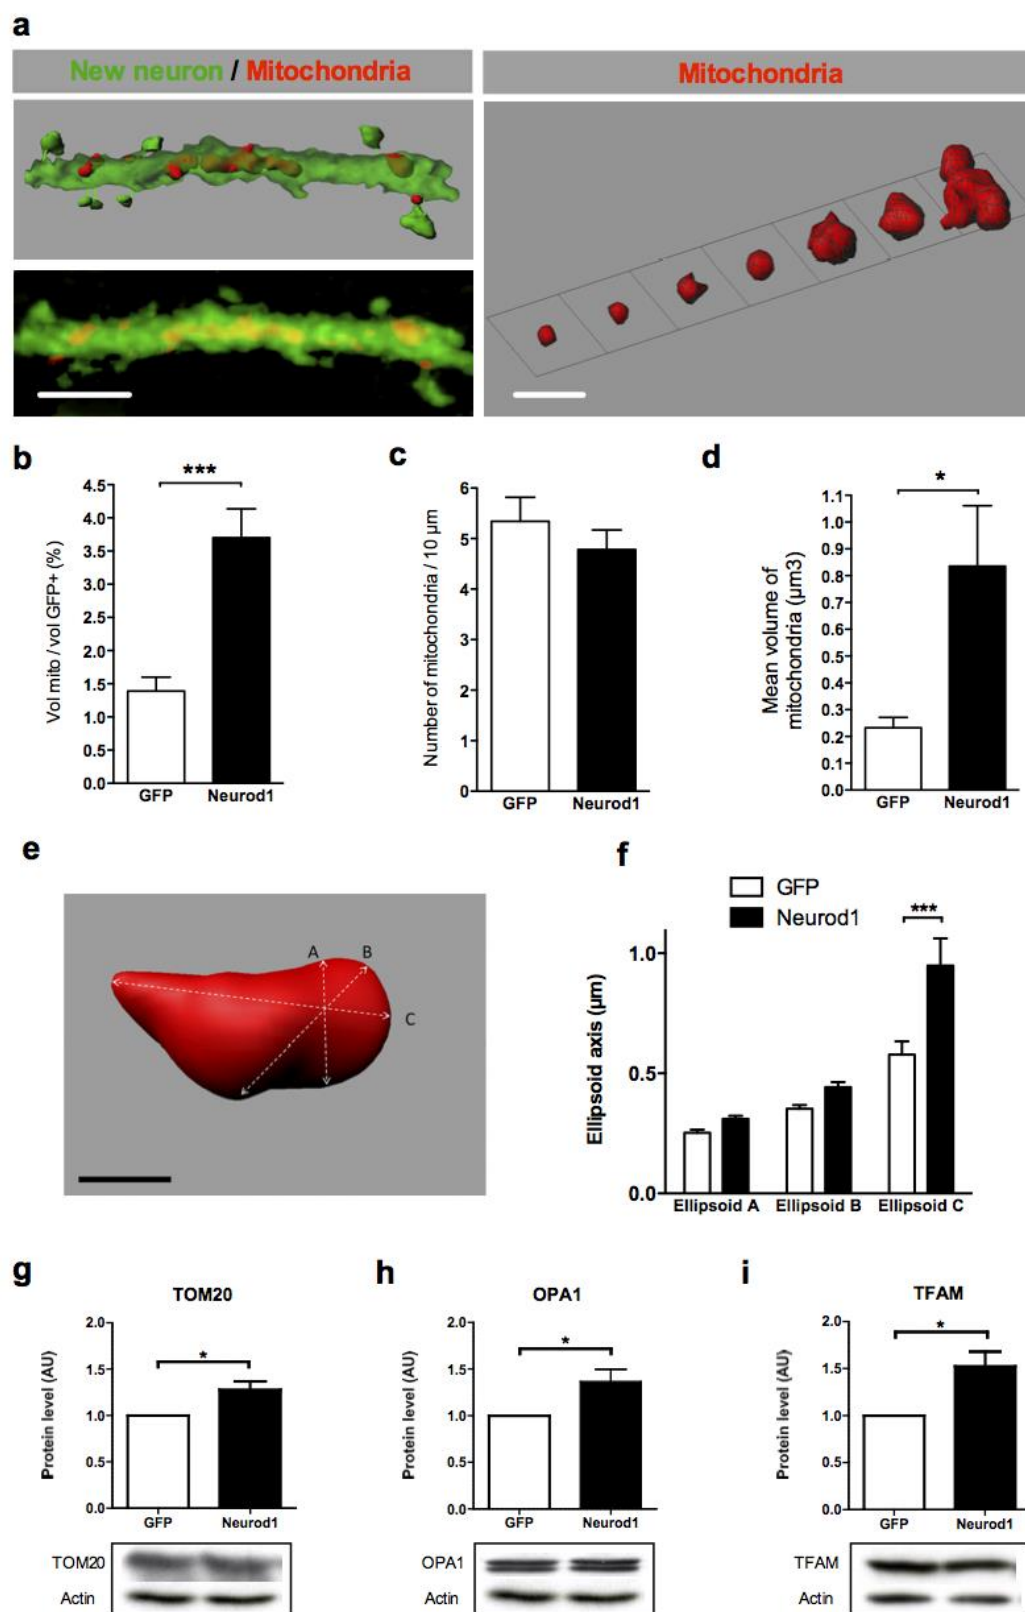 a
New neuron / Mitochondria
Mitochondria
b
***
Vol mito / vol GFP+ (%)
4.5
4.0
3.5
3.0
2.5
2.0
1.5
1.0
0.5
0.0
GFP
Neurod1
c
Number of mitochondria / 10 µm
6
5
4
3
2
1
0
GFP
Neurod1
d
*
Mean volume of
mitochondria (µm3)
1.1
1.0
0.9
0.8
0.7
0.6
0.5
0.4
0.3
0.2
0.1
0.0
GFP
Neurod1
e
A
B
C
f
GFP
Neurod1
***
Ellipsoid axis (µm)
1.0
0.5
0.0
Ellipsoid A
Ellipsoid B
Ellipsoid C
g
TOM20
*
Protein level (AU)
2.0
1.5
1.0
0.5
0.0
GFP
Neurod1
TOM20
Actin
h
OPA1
*
Protein level (AU)
2.0
1.5
1.0
0.5
0.0
GFP
Neurod1
OPA1
Actin
i
TFAM
*
Protein level (AU)
2.0
1.5
1.0
0.5
0.0
GFP
Neurod1
TFAM
Actin